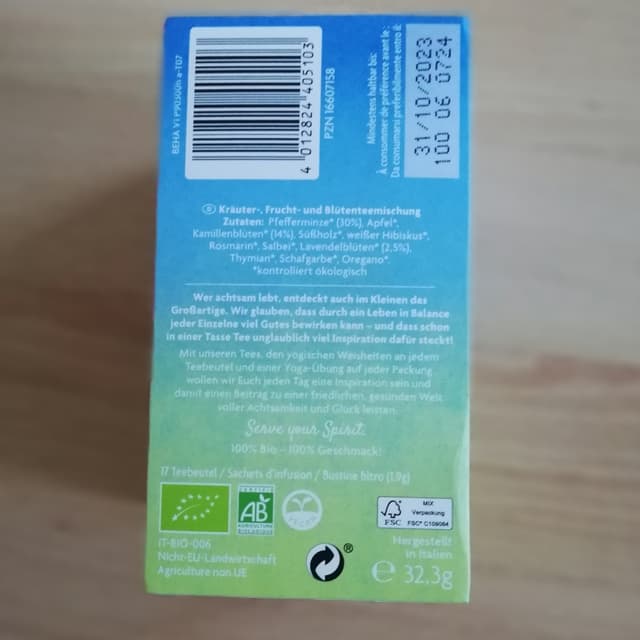 BEHA VI P90300h a-T07
4 012824 405103
PZN 16607158
Mindestens haltbar bis:
À consommer de préférence avant le:
Da consumarsi preferibilmente entro il:
31/10/2023
100 06 0724
D Kräuter-, Frucht- und Blütenteemischung
Zutaten: Pfefferminze* (30%), Apfel*,
Kamillenblüten* (14%), Süßholz*, weißer Hibiskus*,
Rosmarin*, Salbei*, Lavendelblüten* (2,5%),
Thymian*, Schafgarbe*, Oregano*.
*kontrolliert ökologisch
Wer achtsam lebt, entdeckt auch im Kleinen das
Großartige. Wir glauben, dass durch ein Leben in Balance
jeder Einzelne viel Gutes bewirken kann – und dass schon
in einer Tasse Tee unglaublich viel Inspiration dafür steckt!
Mit unseren Tees, den yogischen Weisheiten an jedem
Teebeutel und einer Yoga-Übung auf jeder Packung
wollen wir Euch jeden Tag eine Inspiration sein und
damit einen Beitrag zu einer friedlichen, gesunden Welt
voller Achtsamkeit und Glück leisten.
Serve your Spirit.
100% Bio – 100% Geschmack!
17 Teebeutel / Sachets d'infusion / Bustine filtro (1,9g)
CERTIFIÉ
AB
AGRICULTURE
BIOLOGIQUE
VEGAN
FSC
MIX
Verpackung
FSC® C109084
IT-BIO-006
Nicht-EU-Landwirtschaft
Agriculture non UE
®
Hergestellt
in Italien
e 32,3g